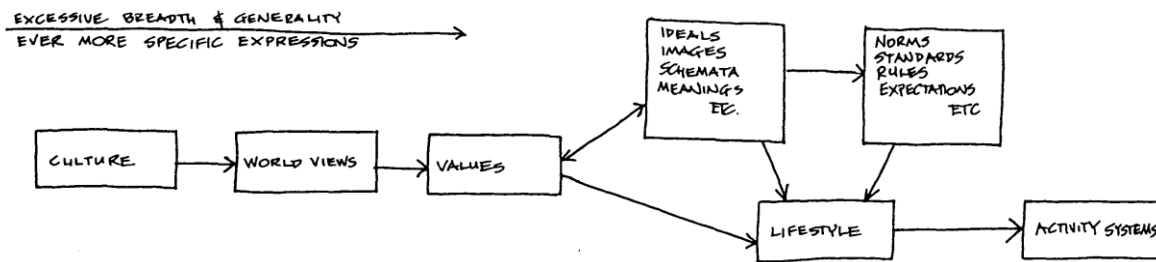 EXCESSIVE BREADTH & GENERALITY
EVER MORE SPECIFIC EXPRESSIONS
CULTURE
WORLD VIEWS
VALUES
IDEALS
IMAGES
SCHEMATA
MEANINGS
ETC.
NORMS
STANDARDS
RULES
EXPECTATIONS
ETC
LIFESTYLE
ACTIVITY SYSTEMS